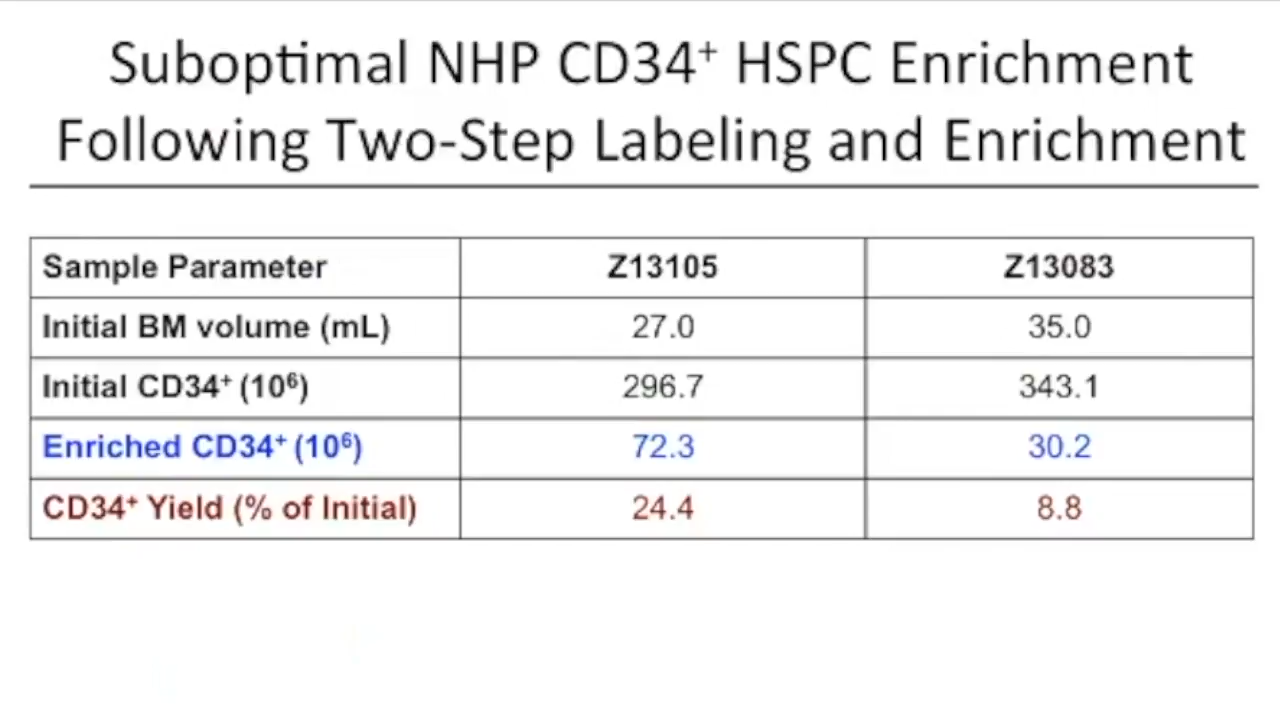 Suboptimal NHP CD34⁺ HSPC Enrichment
Following Two-Step Labeling and Enrichment
Sample Parameter Z13105 Z13083
Initial BM volume (mL) 27.0 35.0
Initial CD34⁺ (10⁶) 296.7 343.1
Enriched CD34⁺ (10⁶) 72.3 30.2
CD34⁺ Yield (% of Initial) 24.4 8.8